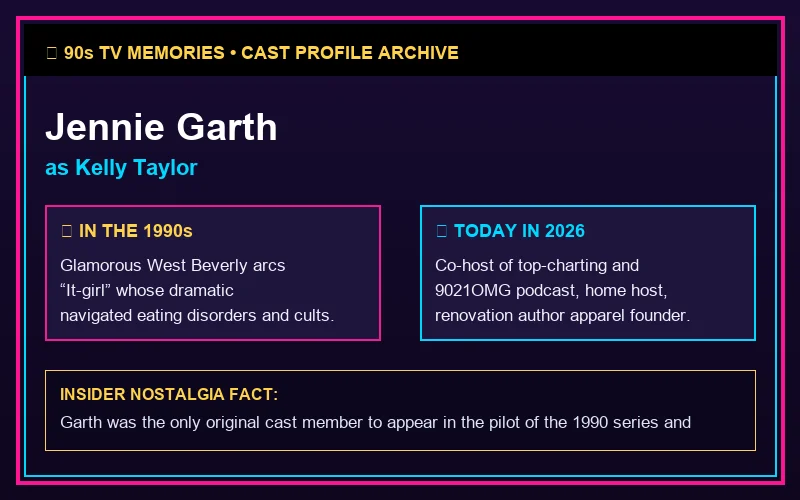 90s TV MEMORIES • CAST PROFILE ARCHIVE
Jennie Garth
as Kelly Taylor
IN THE 1990s
Glamorous West Beverly arcs
“It-girl” whose dramatic
navigated eating disorders and cults.
TODAY IN 2026
Co-host of top-charting and
9021OMG podcast, home host,
renovation author apparel founder.
INSIDER NOSTALGIA FACT:
Garth was the only original cast member to appear in the pilot of the 1990 series and